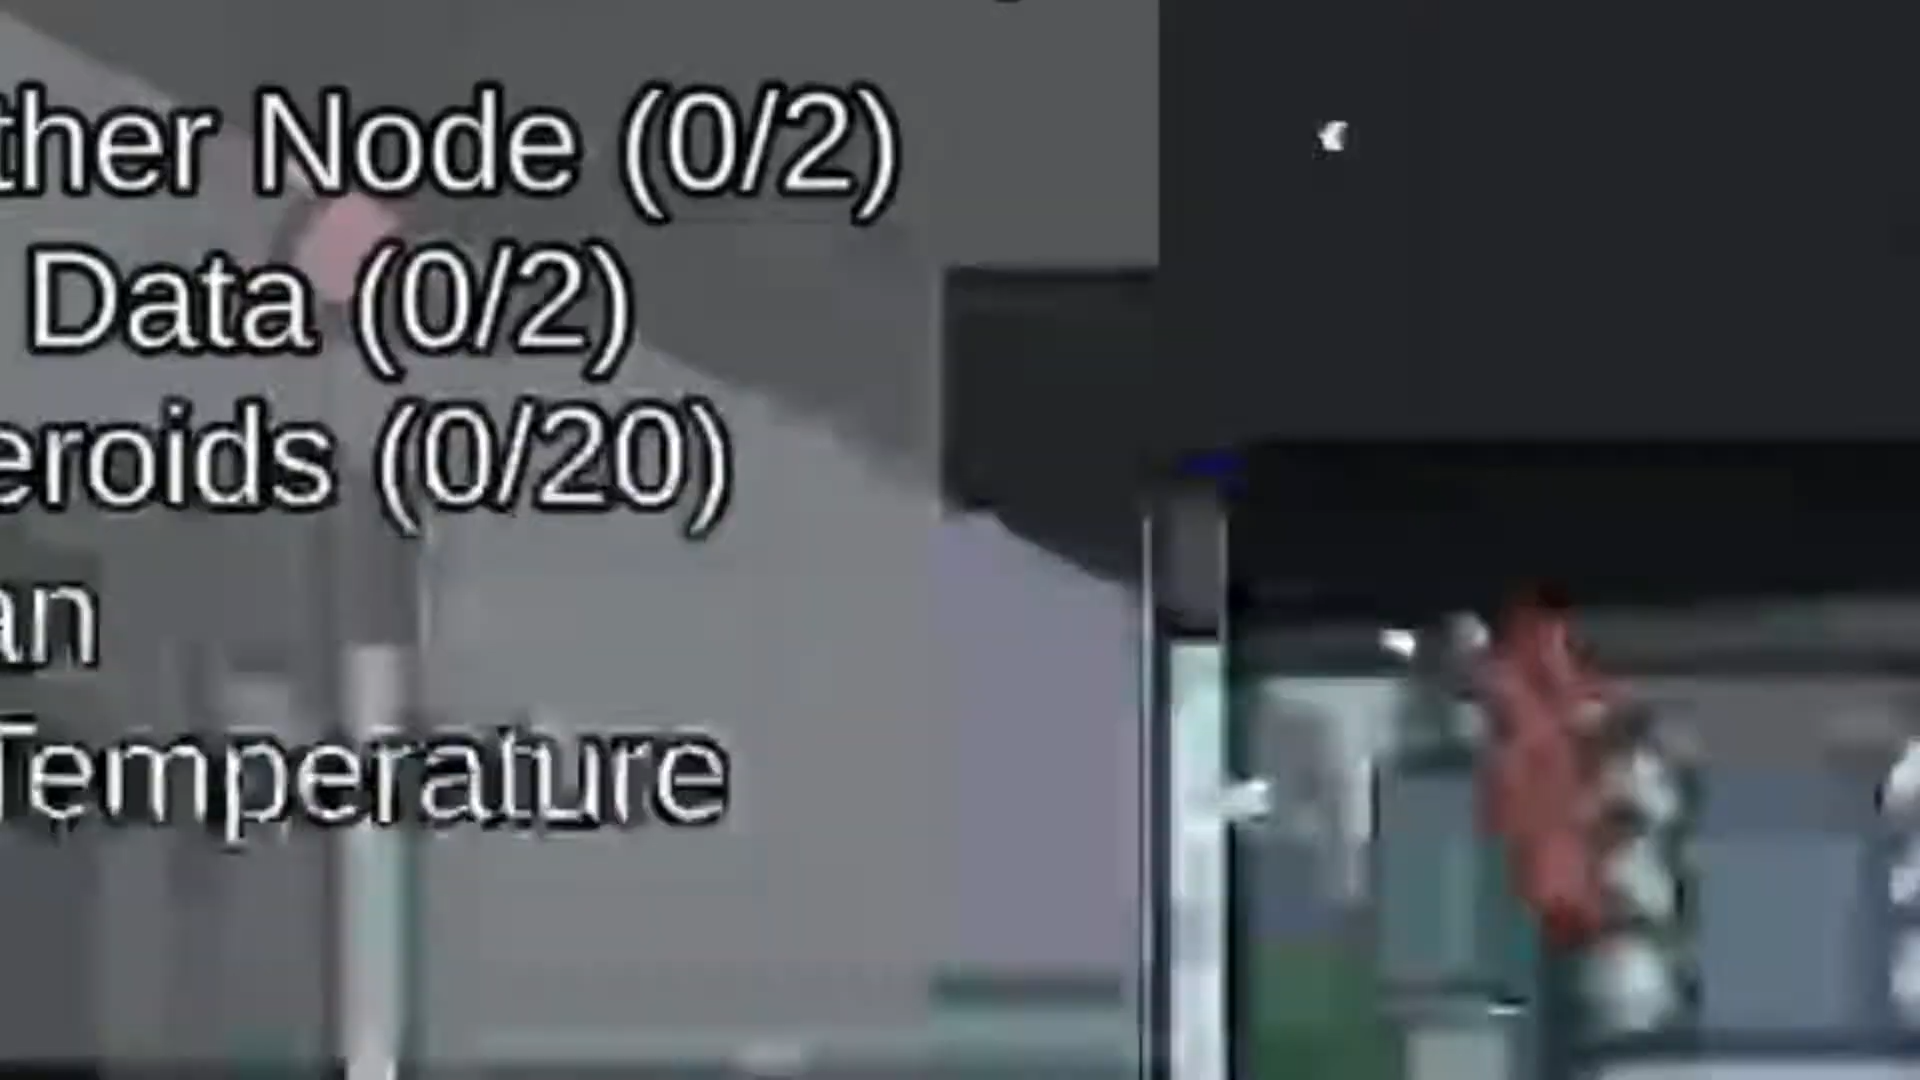 ther Node (0/2)
Data (0/2)
eroids (0/20)
an
Temperature